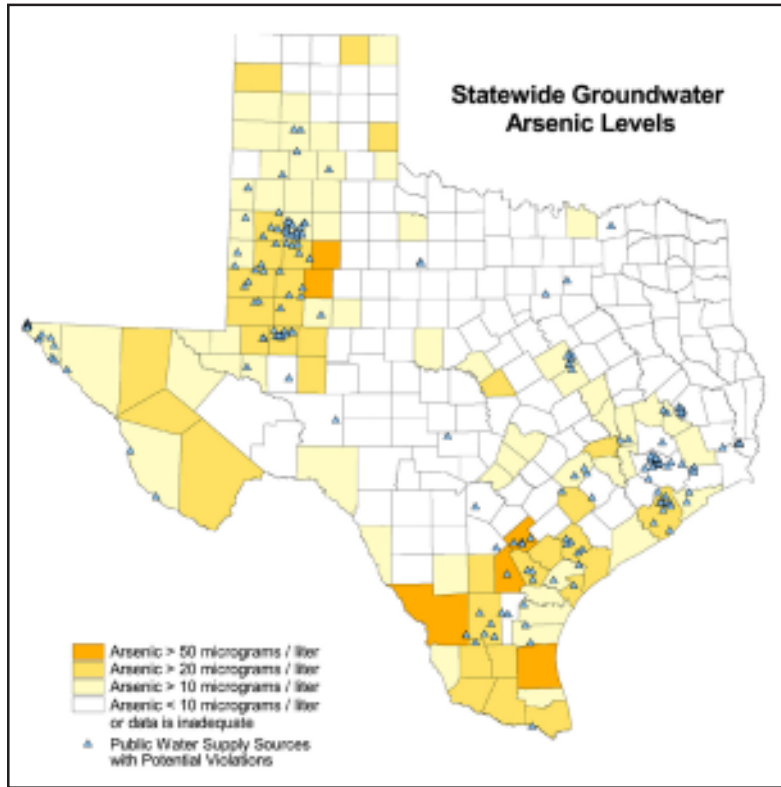 Statewide Groundwater
Arsenic Levels
Arsenic > 50 micrograms / liter
Arsenic > 20 micrograms / liter
Arsenic > 10 micrograms / liter
Arsenic < 10 micrograms / liter
or data is inadequate
Public Water Supply Sources
with Potential Violations